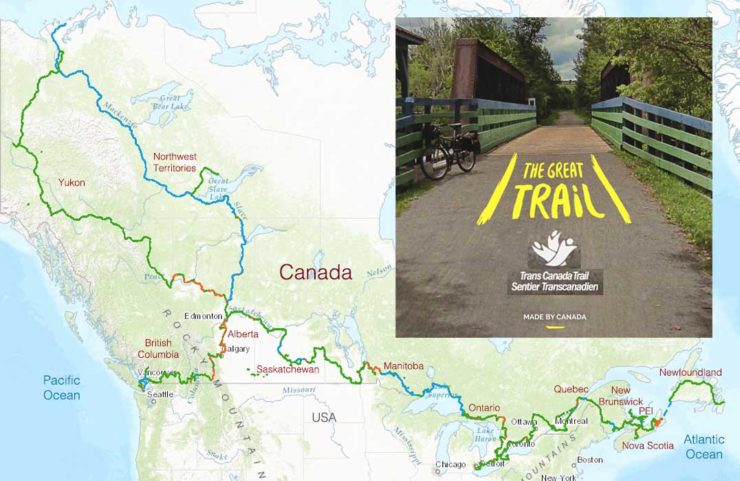 Great
Bear Lake
Mackenzie
Northwest
Territories
Great
Slave
Lake
Slave
Yukon
THE GREAT
TRAIL
Trans Canada Trail
Sentier Transcanadien
MADE BY CANADA
Canada
Nelson
Peace
Edmonton
Alberta
Calgary
British
Columbia
Vancouver
Seattle
ROCKY MOUNTAIN
Saskatchewan
Manitoba
Missouri
Pacific
Ocean
USA
Snake
Mississippi
Superior
Ontario
Lake
Huron
Ottawa
Toronto
Detroit
Chicago
Montreal
Quebec
New
Brunswick
PEI
Newfoundland
Nova Scotia
Atlantic
Ocean
Boston
New York
MOUNTAINS